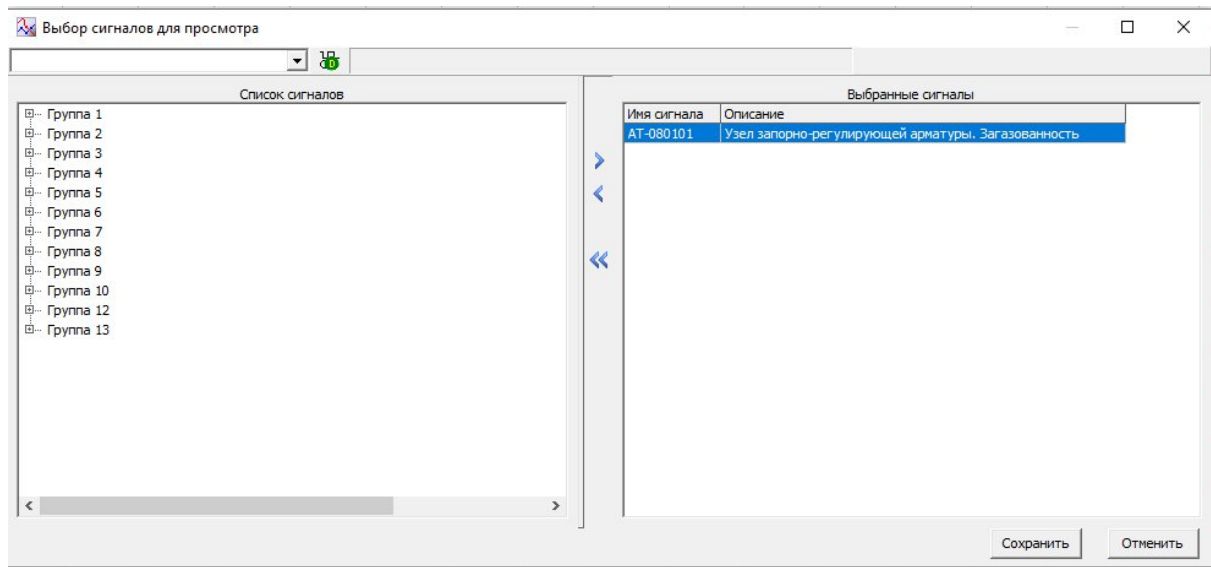 Выбор сигналов для просмотра
Список сигналов
Группа 1
Группа 2
Группа 3
Группа 4
Группа 5
Группа 6
Группа 7
Группа 8
Группа 9
Группа 10
Группа 12
Группа 13
Выбранные сигналы
Имя сигнала Описание
АТ-080101 Узел запорно-регулирующей арматуры. Загазованность
Сохранить Отменить